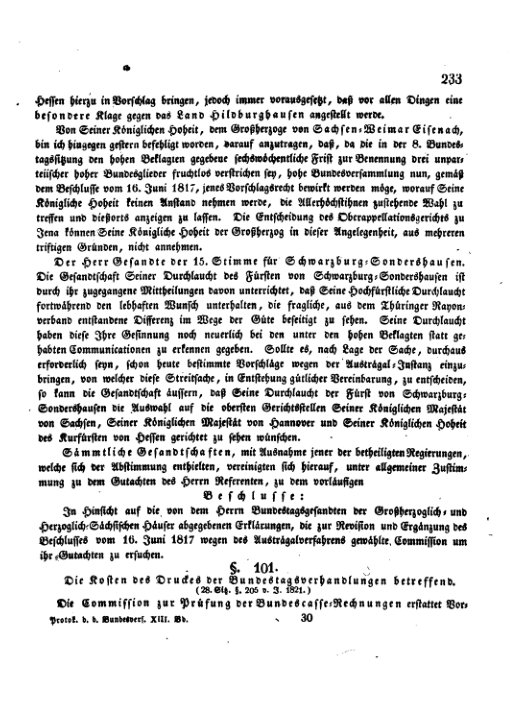 233
Hessen hierzu in Vorschlag bringen, jedoch immer vorausgesetzt, daß vor allen Dingen eine
besondere Klage gegen das Land Hildburghausen angestellt werde.
Von Seiner Königlichen Hoheit, dem Großherzoge von Sachsen-Weimar Eisenach,
bin ich hingegen gestern befehligt worden, darauf anzutragen, daß, da die in der 8. Bundes-
tagssitzung den hohen Beklagten gegebene sechswöchentliche Frist zur Benennung drei unpar-
teiischer hoher Bundesglieder fruchtlos verstrichen sey, hohe Bundesversammlung nun, gemäß
dem Beschlusse vom 16. Juni 1817, jenes Vorschlagsrecht bewirkt werden möge, worauf Seine
Königliche Hoheit keinen Anstand nehmen werde, die Allerhöchstihnen zustehende Wahl zu
treffen und dießorts anzeigen zu lassen. Die Entscheidung des Oberappellationsgerichts zu
Jena können Seine Königliche Hoheit der Großherzog in dieser Angelegenheit, aus mehreren
triftigen Gründen, nicht annehmen.
Der Herr Gesandte der 15. Stimme für Schwarzburg-Sondershausen.
Die Gesandtschaft Seiner Durchlaucht des Fürsten von Schwarzburg-Sondershausen ist
durch ihr zugegangene Mittheilungen davon unterrichtet, daß Seine Hochfürstliche Durchlaucht
fortwährend den lebhaften Wunsch unterhalten, die fragliche, aus dem Thüringer Rayon-
verband entstandene Differenz im Wege der Güte beseitigt zu sehen. Seine Durchlaucht
haben diese Ihre Gesinnung noch neuerlich bei den unter den hohen Beklagten statt ge-
habten Communicationen zu erkennen gegeben. Sollte es, nach Lage der Sache, durchaus
erforderlich seyn, schon heute bestimmte Vorschläge wegen der Austrägal-Instanz einzu-
bringen, von welcher diese Streitsache, in Entstehung gütlicher Vereinbarung, zu entscheiden,
so kann die Gesandtschaft äussern, daß Seine Durchlaucht der Fürst von Schwarzburg-
Sondershausen die Auswahl auf die obersten Gerichtsstellen Seiner Königlichen Majestät
von Sachsen, Seiner Königlichen Majestät von Hannover und Seiner Königlichen Hoheit
des Kurfürsten von Hessen gerichtet zu sehen wünschen.
Sämmtliche Gesandtschaften, mit Ausnahme jener der betheiligten Regierungen,
welche sich der Abstimmung enthielten, vereinigten sich hierauf, unter allgemeiner Zustim-
mung zu dem Gutachten des Herrn Referenten, zu dem vorläufigen
Beschlusse:
In Hinsicht auf die von dem Herrn Bundestagsgesandten der Großherzoglich- und
Herzoglich-Sächsischen Häuser abgegebenen Erklärungen, die zur Revision und Ergänzung des
Beschlusses vom 16. Juni 1817 wegen des Austrägalverfahrens gewählte Commission um
ihr Gutachten zu ersuchen.
§. 101.
Die Kosten des Druckes der Bundestagsverhandlungen betreffend.
(28. Sitz. §. 205 v. J. 1821.)
Die Commission zur Prüfung der Bundescasse-Rechnungen erstattet Vor-
Protok. d. d. Bundesvers. XIII. Bd. 30